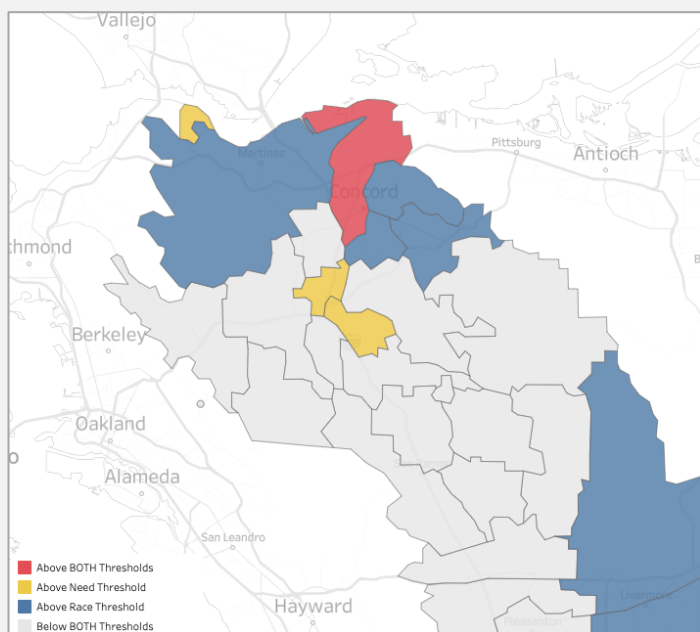 Vallejo
Martinez
Pittsburg
Antioch
Concord
chmond
Berkeley
Oakland
Alameda
San Leandro
Hayward
Livermore
Pleasanton
o
Above BOTH Thresholds
Above Need Threshold
Above Race Threshold
Below BOTH Thresholds